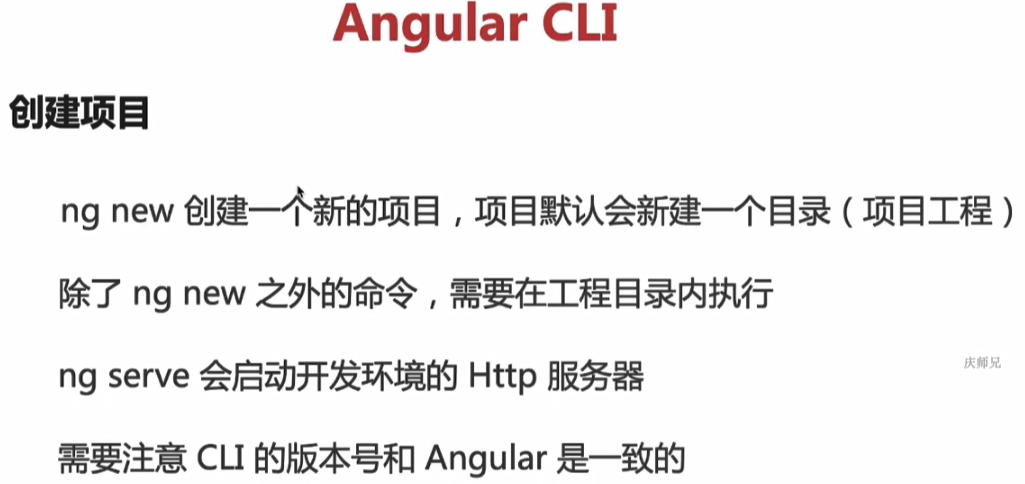 Angular CLI
创建项目
ng new 创建一个新的项目，项目默认会新建一个目录（项目工程）
除了 ng new 之外的命令，需要在工程目录内执行
ng serve 会启动开发环境的 Http 服务器
庆师兄
需要注意 CLI 的版本号和 Angular 是一致的